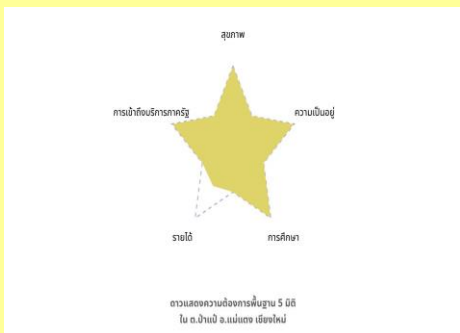 สุขภาพ
การเข้าถึงบริการภาครัฐ
ความเป็นอยู่
รายได้
การศึกษา
ดาวแสดงความต้องการพื้นฐาน 5 มิติ
ใน ต.ป่าแป๋ อ.แม่แตง เชียงใหม่